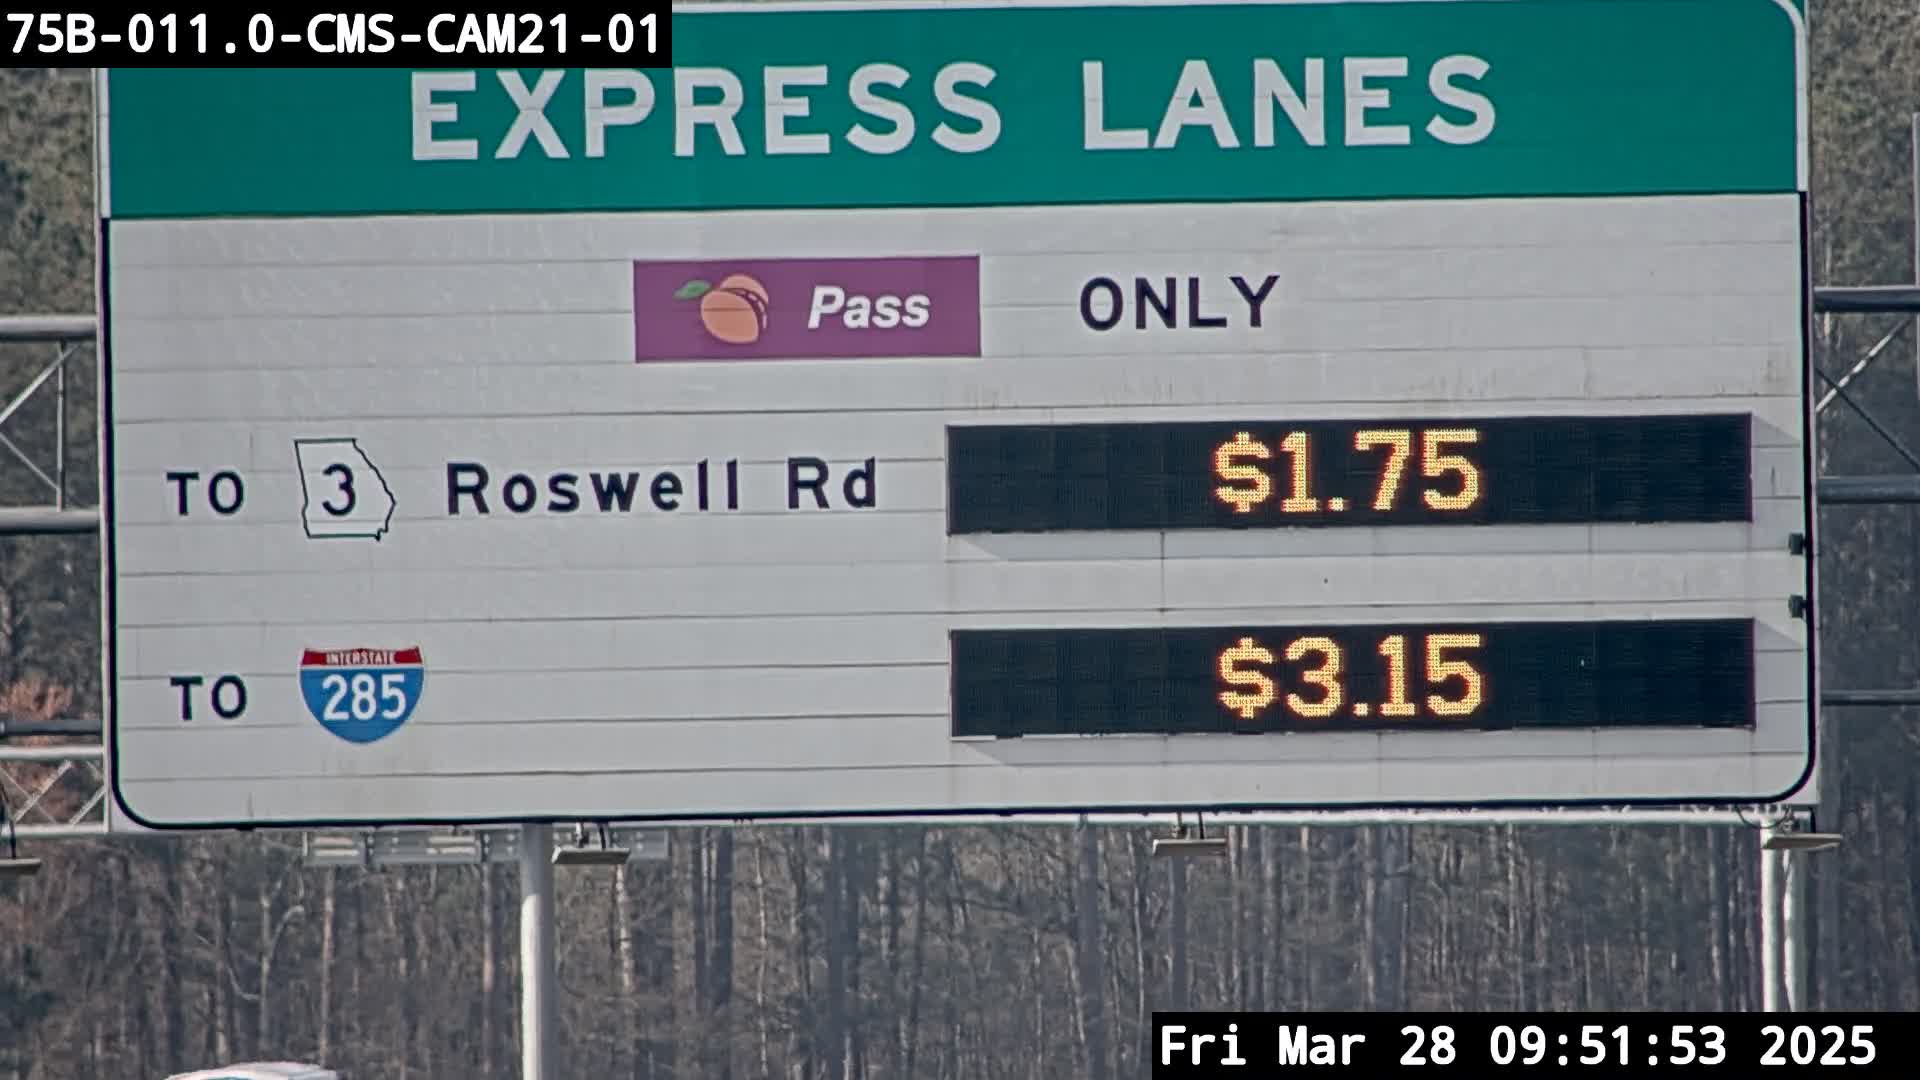 75B-011.0-CMS-CAM21-01
EXPRESS LANES
Pass ONLY
TO 3 Roswell Rd $1.75
TO INTERSTATE 285 $3.15
Fri Mar 28 09:51:53 2025